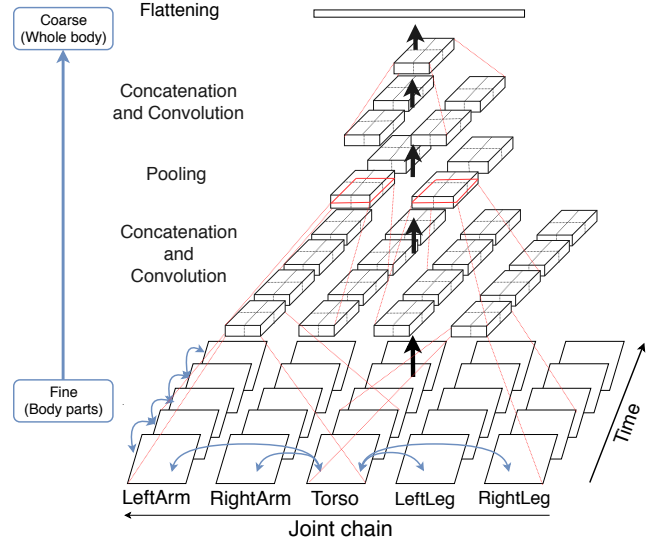 Coarse
(Whole body)
Flattening
Concatenation
and Convolution
Pooling
Concatenation
and
Convolution
Fine
(Body parts)
Time
LeftArm
RightArm
Torso
LeftLeg
RightLeg
Joint chain